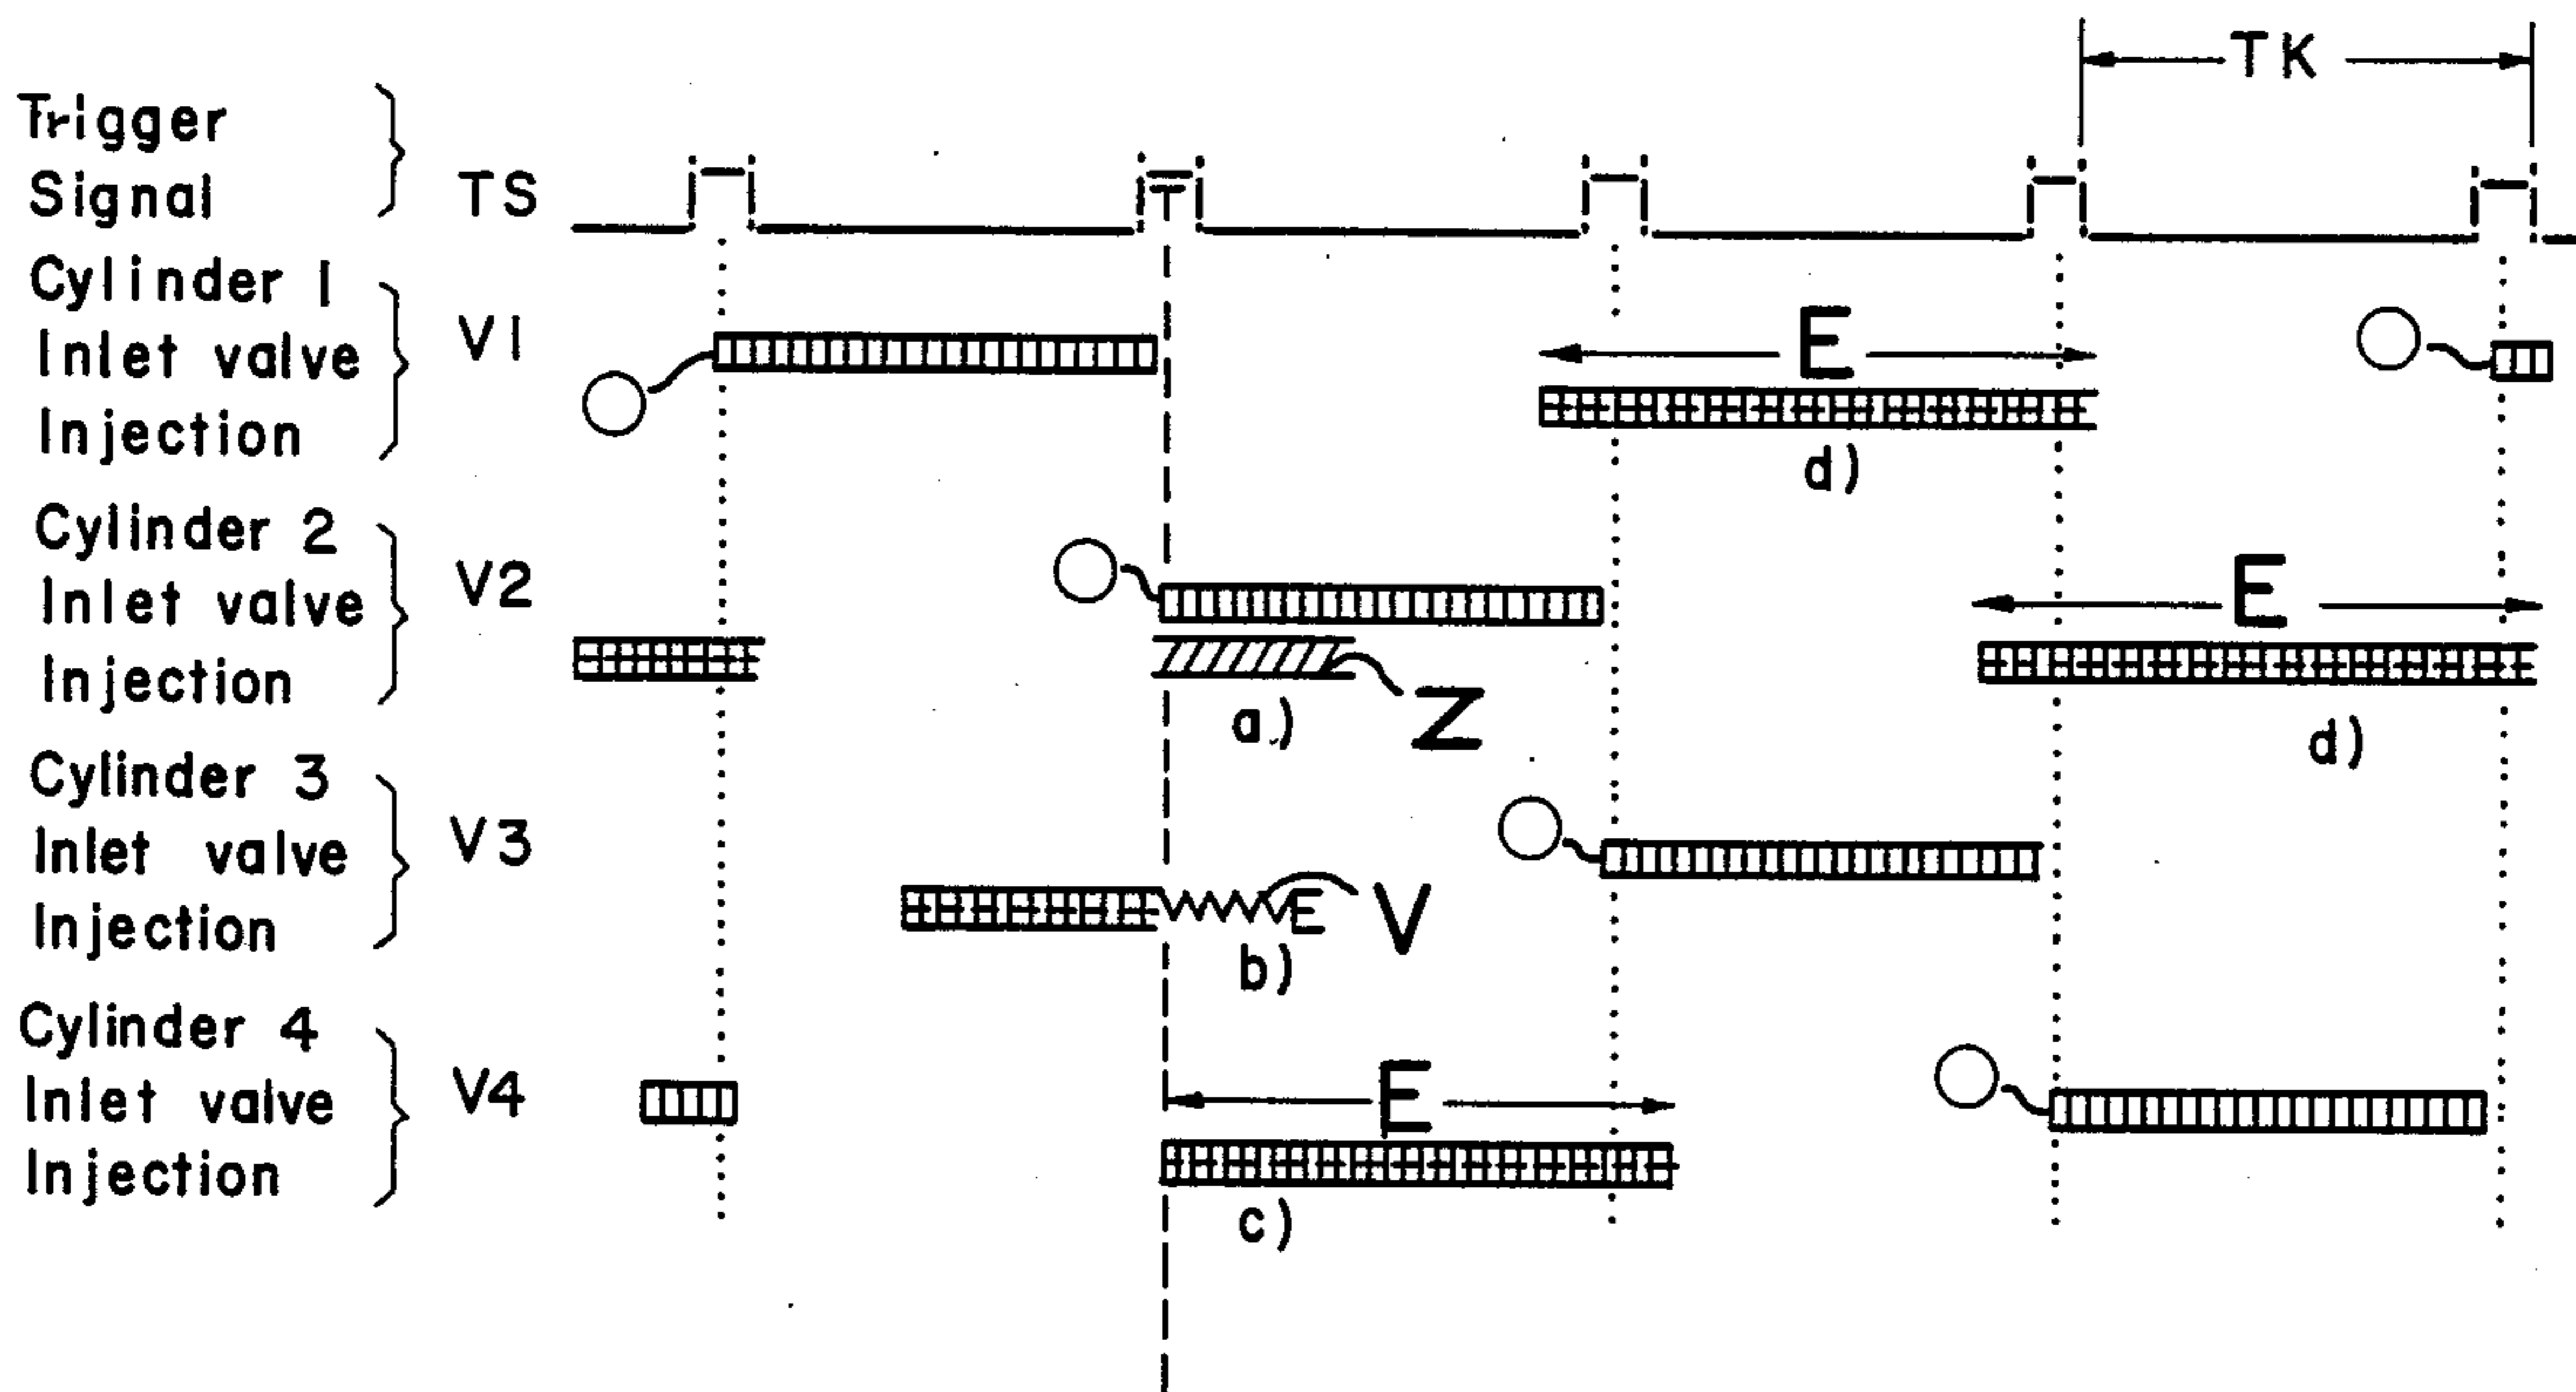 TK
Trigger
Signal
TS
T
Cylinder 1
Inlet valve
Injection
V1
E
d)
Cylinder 2
Inlet valve
Injection
V2
E
a)
Z
d)
Cylinder 3
Inlet valve
Injection
V3
E
V
b)
Cylinder 4
Inlet valve
Injection
V4
E
c)